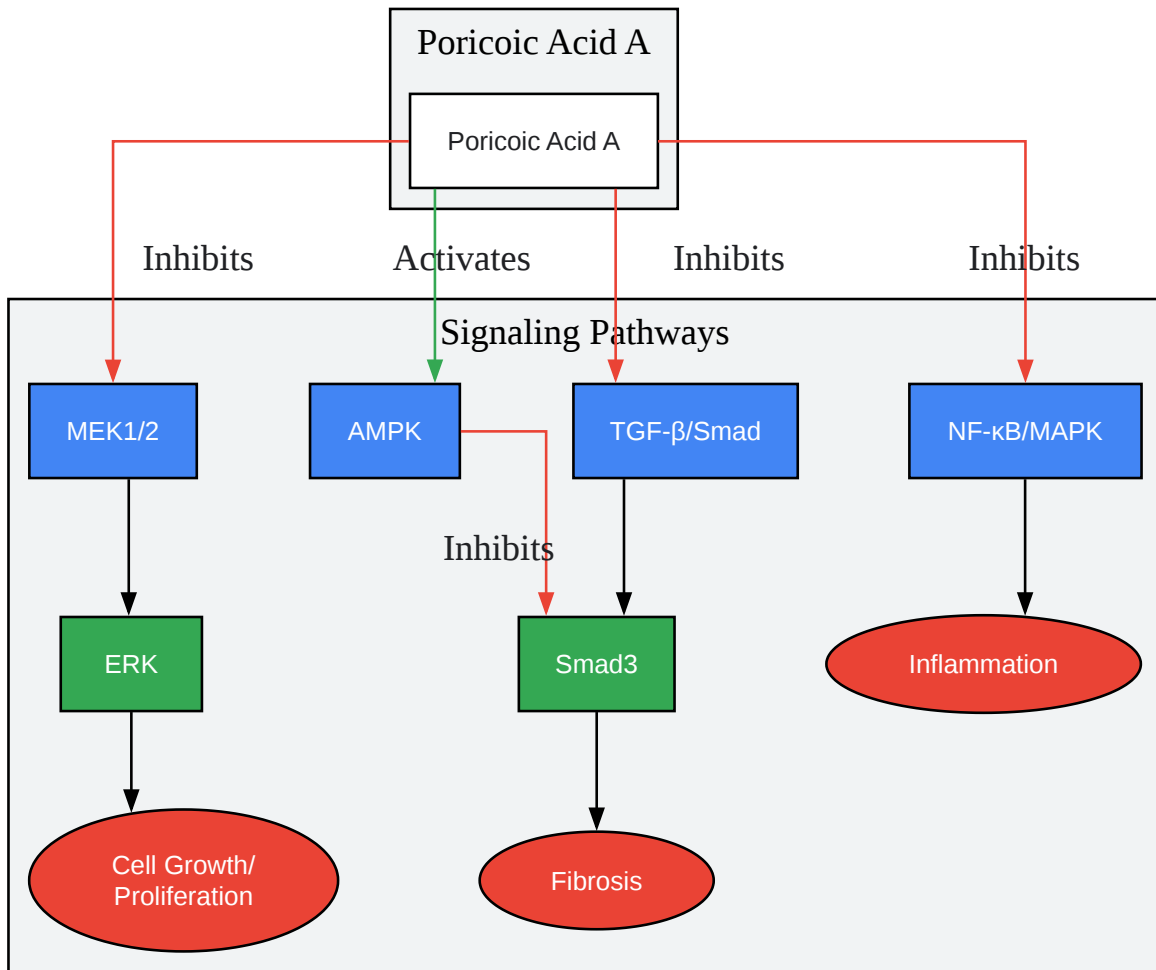 Poricoic Acid A
Poricoic Acid A
Inhibits
Activates
Inhibits
Inhibits
Signaling Pathways
MEK1/2
AMPK
TGF-β/Smad
NF-κB/MAPK
Inhibits
ERK
Smad3
Inflammation
Cell Growth/
Proliferation
Fibrosis